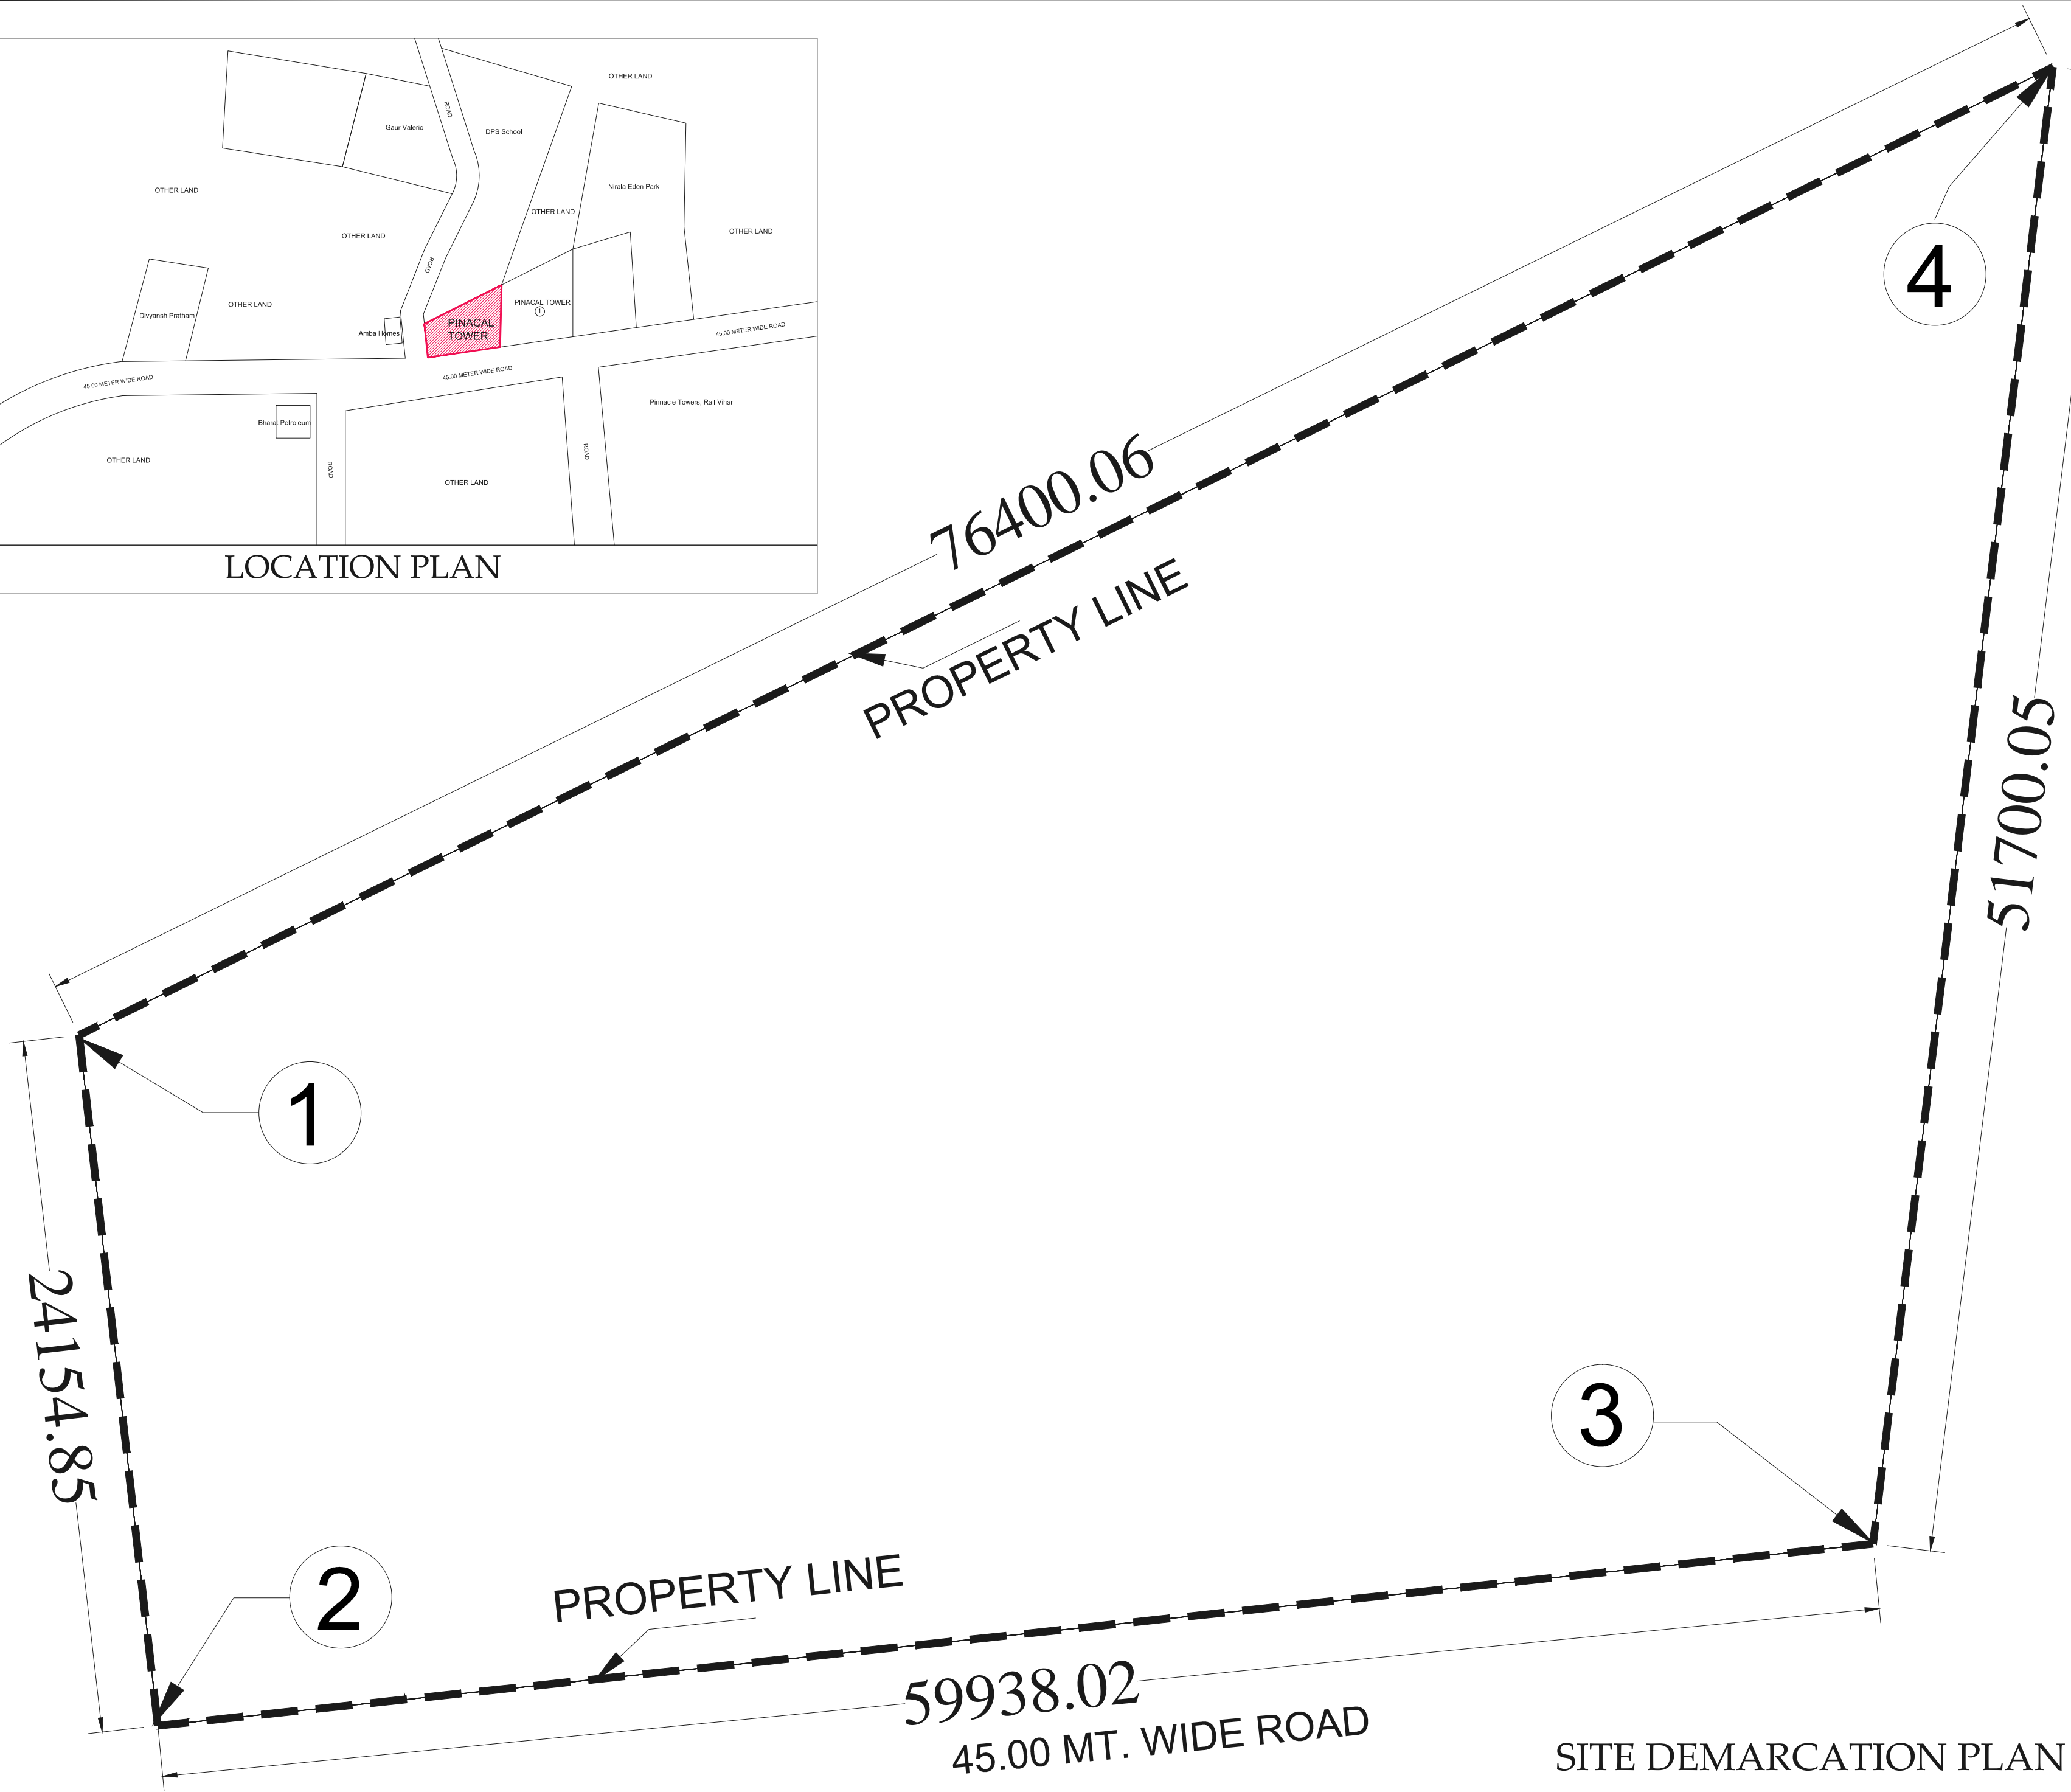 OTHER LAND
ROAD
Gaur Valerio
DPS School
OTHER LAND
Nirala Eden Park
OTHER LAND
OTHER LAND
OTHER LAND
ROAD
OTHER LAND
Divyansh Pratham
PINACAL TOWER
1
PINACAL
TOWER
Amba Homes
45.00 METER WIDE ROAD
45.00 METER WIDE ROAD
45.00 METER WIDE ROAD
Pinnacle Towers, Rail Vihar
Bharat Petroleum
OTHER LAND
ROAD
ROAD
OTHER LAND
LOCATION PLAN
4
76400.06
PROPERTY LINE
51700.05
1
24154.85
3
2
PROPERTY LINE
59938.02
45.00 MT. WIDE ROAD
SITE DEMARCATION PLAN